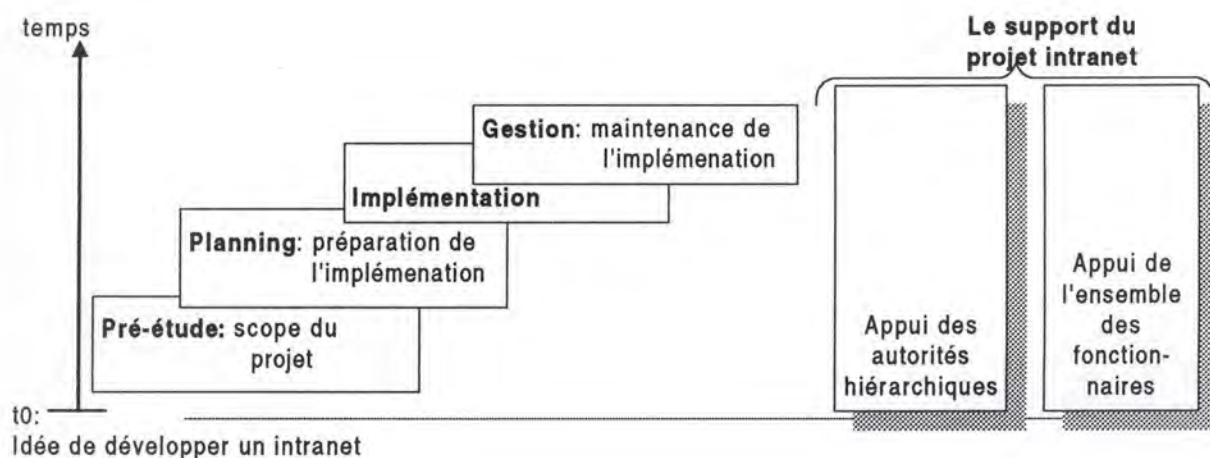 temps
Le support du
projet intranet
Gestion: maintenance de
l'implémenation
Implémentation
Planning: préparation de
l'implémenation
Pré-étude: scope du
projet
Appui des
autorités
hiérarchiques
Appui de
l'ensemble
des
fonction-
naires
t0:
Idée de développer un intranet